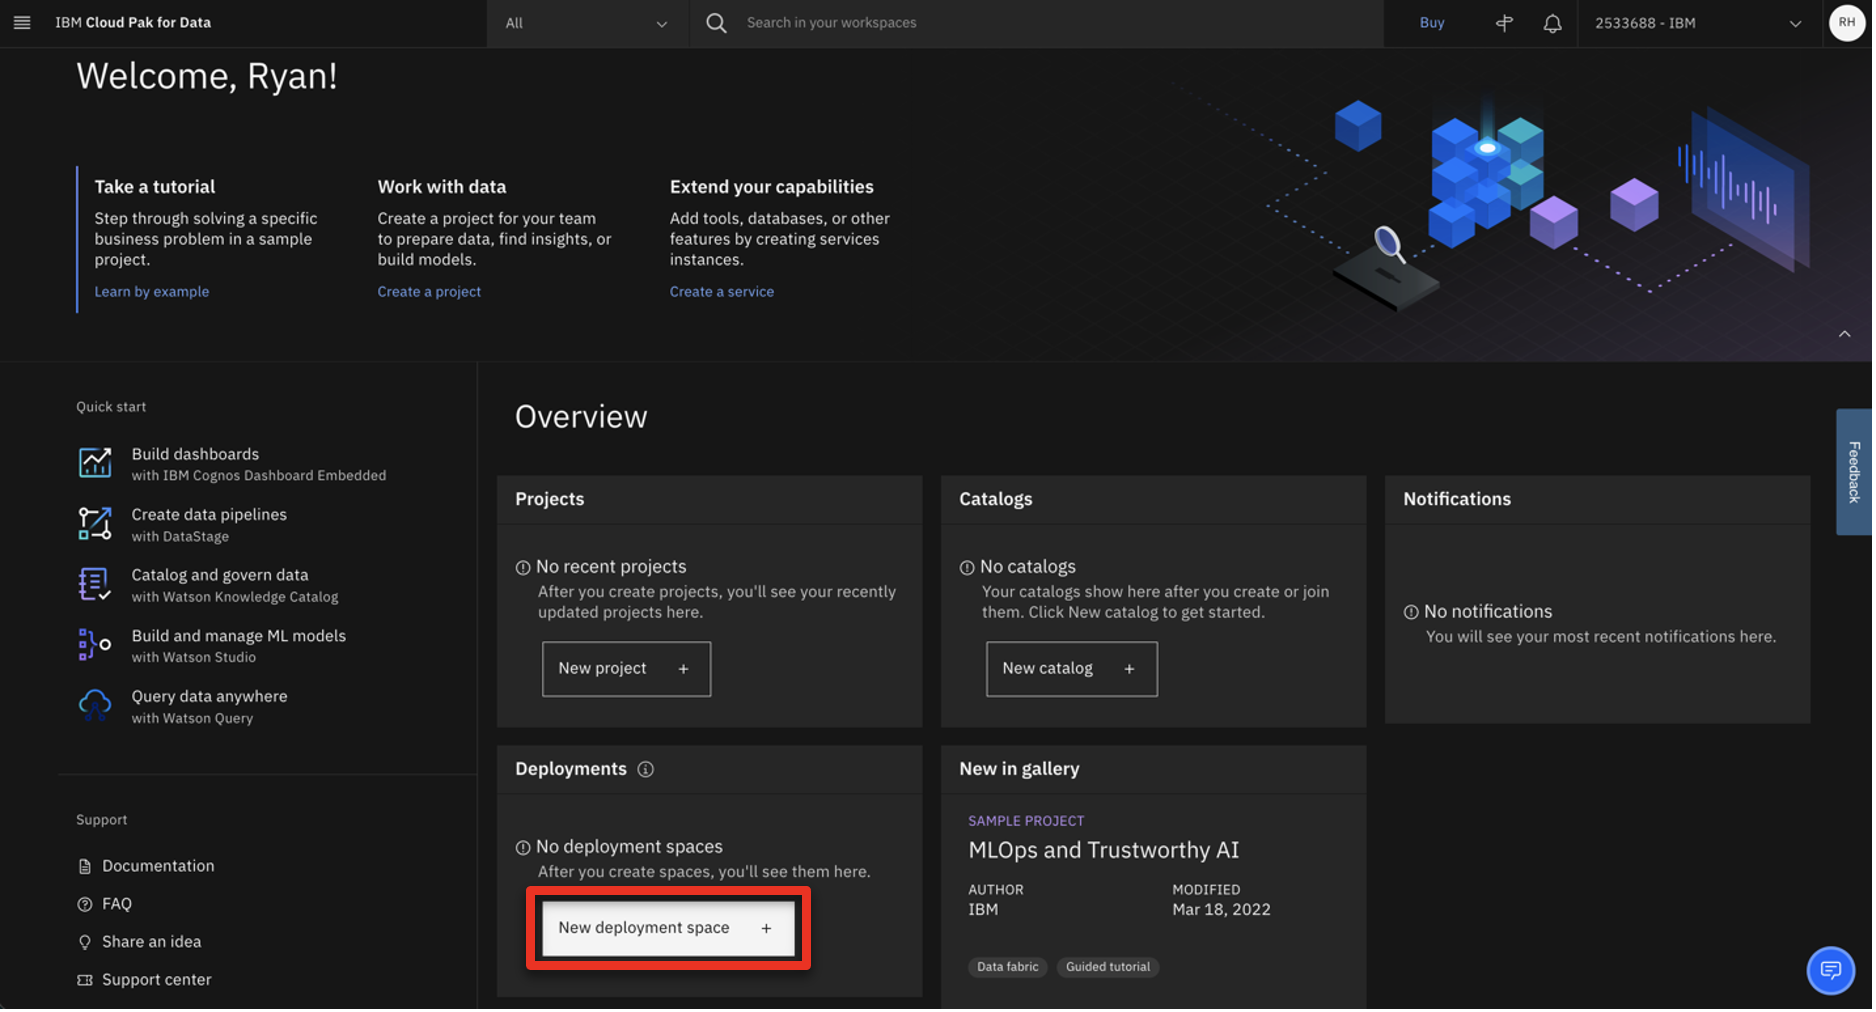 IBM Cloud Pak for Data
All
Search in your workspaces
Buy
2533688 - IBM
RH
Welcome, Ryan!
Take a tutorial
Step through solving a specific
business problem in a sample
project.
Learn by example
Work with data
Create a project for your team
to prepare data, find insights, or
build models.
Create a project
Extend your capabilities
Add tools, databases, or other
features by creating services
instances.
Create a service
Quick start
Build dashboards
with IBM Cognos Dashboard Embedded
Create data pipelines
with DataStage
Catalog and govern data
with Watson Knowledge Catalog
Build and manage ML models
with Watson Studio
Query data anywhere
with Watson Query
Support
Documentation
FAQ
Share an idea
Support center
Overview
Projects
No recent projects
After you create projects, you'll see your recently
updated projects here.
New project +
Catalogs
No catalogs
Your catalogs show here after you create or join
them. Click New catalog to get started.
New catalog +
Notifications
No notifications
You will see your most recent notifications here.
Deployments
No deployment spaces
After you create spaces, you'll see them here.
New deployment space +
New in gallery
SAMPLE PROJECT
MLOps and Trustworthy AI
AUTHOR
IBM
MODIFIED
Mar 18, 2022
Data fabric
Guided tutorial
Feedback